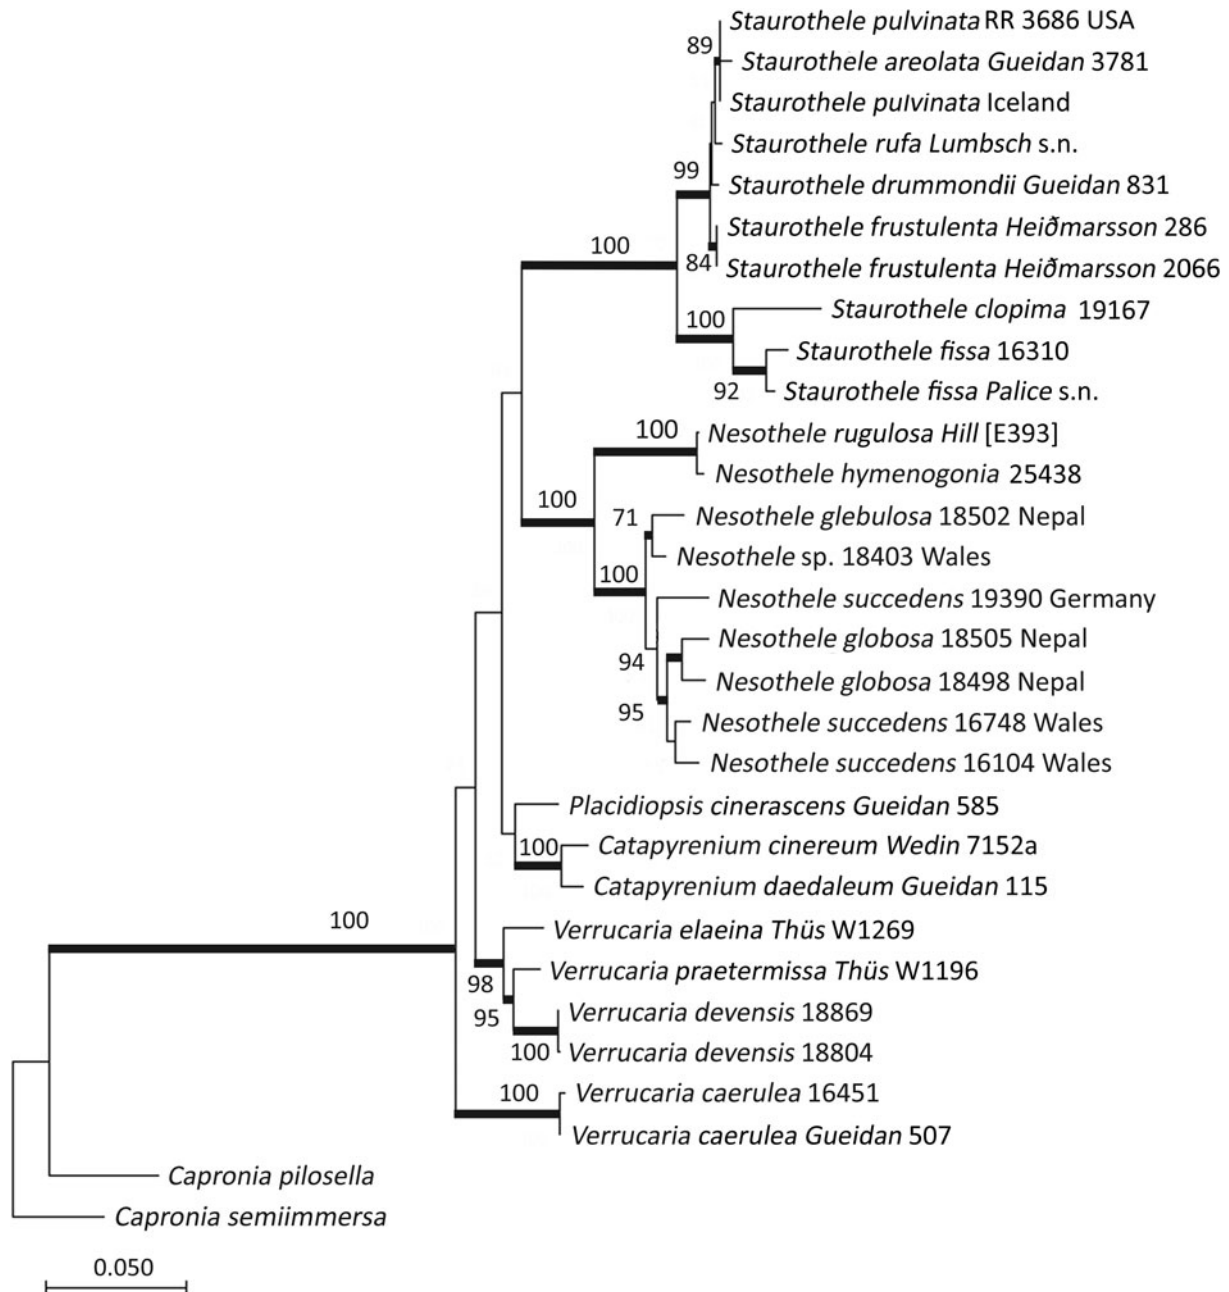 Staurothele pulvinata RR 3686 USA
89
Staurothele areolata Gueidan 3781
Staurothele pulvinata Iceland
Staurothele rufa Lumbsch s.n.
99
Staurothele drummondii Gueidan 831
Staurothele frustulenta Heiðmarsson 286
100
84
Staurothele frustulenta Heiðmarsson 2066
Staurothele clopima 19167
100
Staurothele fissa 16310
92
Staurothele fissa Palice s.n.
100
Nesothele rugulosa Hill [E393]
Nesothele hymenogonia 25438
100
71
Nesothele glebulosa 18502 Nepal
Nesothele sp. 18403 Wales
100
Nesothele succedens 19390 Germany
Nesothele globosa 18505 Nepal
94
Nesothele globosa 18498 Nepal
95
Nesothele succedens 16748 Wales
Nesothele succedens 16104 Wales
Placidiopsis cinerascens Gueidan 585
100
Catapyrenium cinereum Wedin 7152a
Catapyrenium daedaleum Gueidan 115
100
Verrucaria elaeina Thüs W1269
Verrucaria praetermissa Thüs W1196
98
95
Verrucaria devensis 18869
100
Verrucaria devensis 18804
100
Verrucaria caerulea 16451
Verrucaria caerulea Gueidan 507
Capronia pilosella
Capronia semiimmersa
0.050